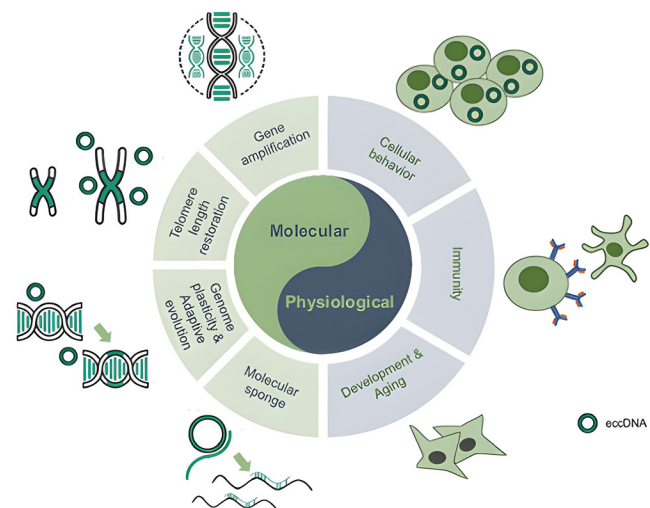 Gene
amplification
Cellular
behavior
Telomere
length
restoration
Molecular
Immunity
Genome
plasticity &
Adaptive
evolution
Physiological
Molecular
sponge
Development &
Aging
eccDNA